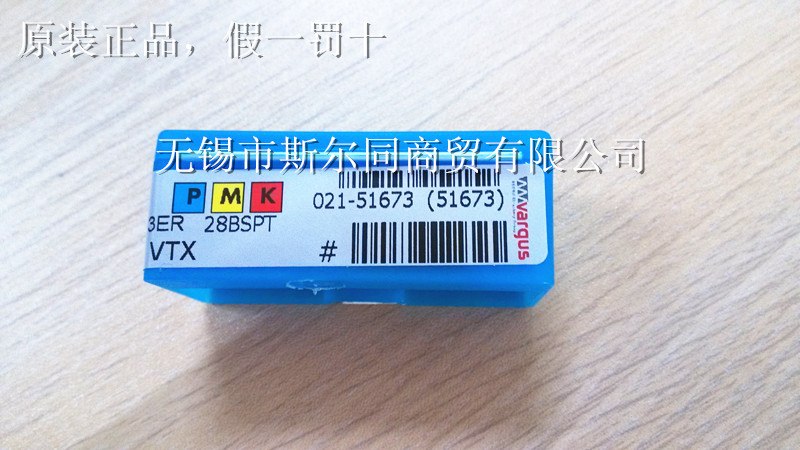 原装正品，假一罚十
无锡市斯尔同商贸有限公司
P M K
021-51673 (51673)
3ER 28BSPT
VTX #
vargus